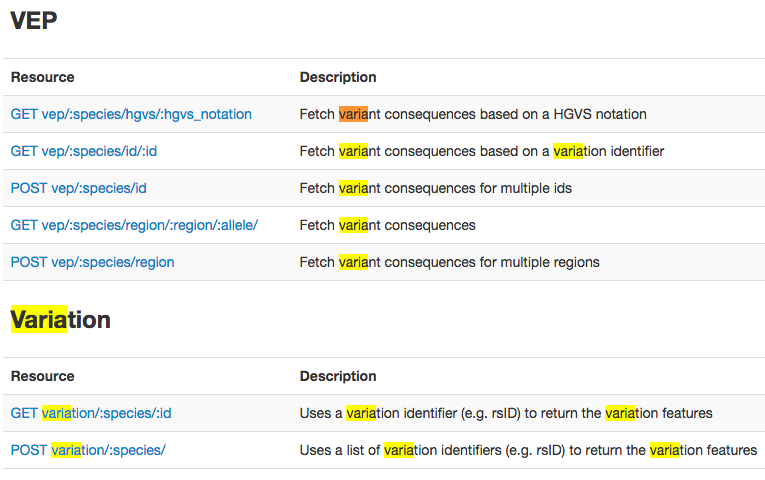 VEP
Resource Description
GET vep/:species/hgvs/:hgvs_notation Fetch variant consequences based on a HGVS notation
GET vep/:species/id/:id Fetch variant consequences based on a variation identifier
POST vep/:species/id Fetch variant consequences for multiple ids
GET vep/:species/region/:region/:allele/ Fetch variant consequences
POST vep/:species/region Fetch variant consequences for multiple regions
Variation
Resource Description
GET variation/:species/:id Uses a variation identifier (e.g. rsID) to return the variation features
POST variation/:species/ Uses a list of variation identifiers (e.g. rsID) to return the variation features